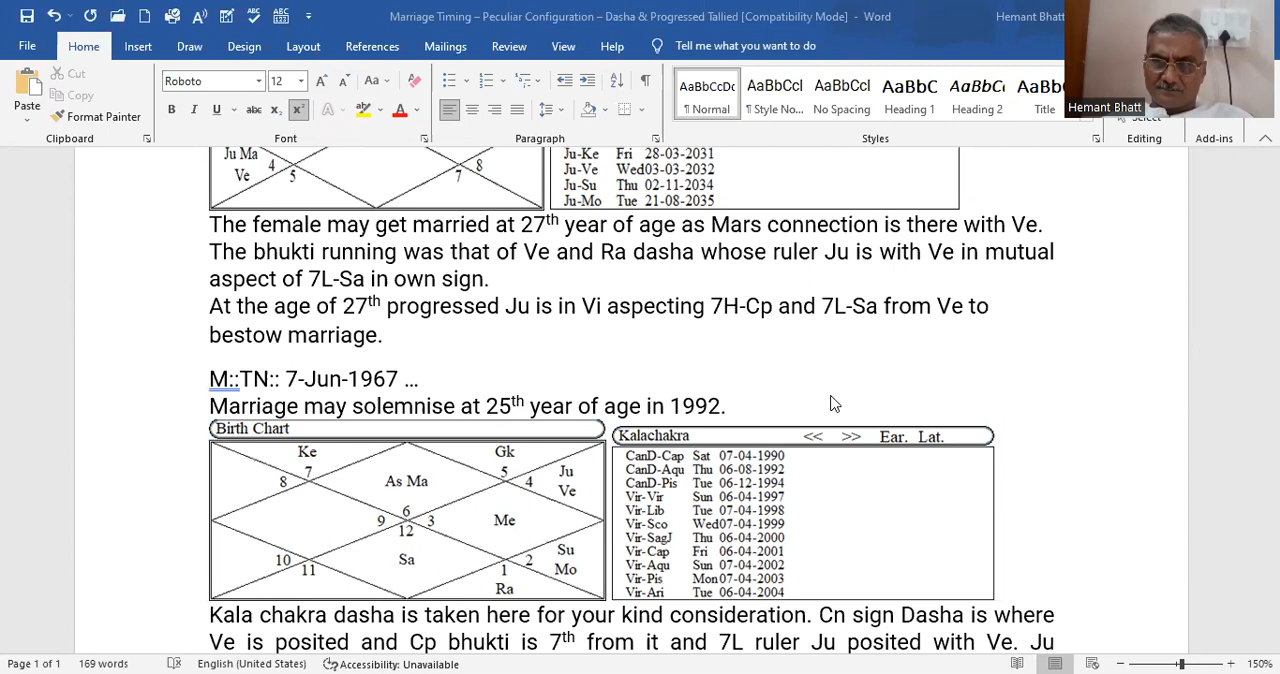 Marriage Timing – Peculiar Configuration – Dasha & Progressed Tallied [Compatibility Mode] - Word
Hemant Bhatt
File Home Insert Draw Design Layout References Mailings Review View Help Tell me what you want to do
Paste
Cut
Copy
Format Painter
Clipboard
Roboto 12
Font
Paragraph
AaBbCcDc AaBbCcI AaBbCcI AaBbC AaBbCc AaBb
¶ Normal ¶ Style No... No Spacing Heading 1 Heading 2 Title
Styles
Select
Editing
Add-ins
Hemant Bhatt
Ju Ma
Ve
4
5
7
8
Ju-Ke Fri 28-03-2031
Ju-Ve Wed03-03-2032
Ju-Su Thu 02-11-2034
Ju-Mo Tue 21-08-2035
The female may get married at 27th year of age as Mars connection is there with Ve.
The bhukti running was that of Ve and Ra dasha whose ruler Ju is with Ve in mutual
aspect of 7L-Sa in own sign.
At the age of 27th progressed Ju is in Vi aspecting 7H-Cp and 7L-Sa from Ve to
bestow marriage.
M::TN:: 7-Jun-1967 …
Marriage may solemnise at 25th year of age in 1992.
Birth Chart
Ke Gk
7 5 Ju
8 As Ma 4 Ve
6
9 3 Me
12
Su
10 Sa 2 Mo
11 1
Ra
Kalachakra << >> Ear. Lat.
CanD-Cap Sat 07-04-1990
CanD-Aqu Thu 06-08-1992
CanD-Pis Tue 06-12-1994
Vir-Vir Sun 06-04-1997
Vir-Lib Tue 07-04-1998
Vir-Sco Wed07-04-1999
Vir-SagJ Thu 06-04-2000
Vir-Cap Fri 06-04-2001
Vir-Aqu Sun 07-04-2002
Vir-Pis Mon07-04-2003
Vir-Ari Tue 06-04-2004
Kala chakra dasha is taken here for your kind consideration. Cn sign Dasha is where
Ve is posited and Cp bhukti is 7th from it and 7L ruler Ju posited with Ve. Ju
Page 1 of 1 169 words English (United States) Accessibility: Unavailable 150%